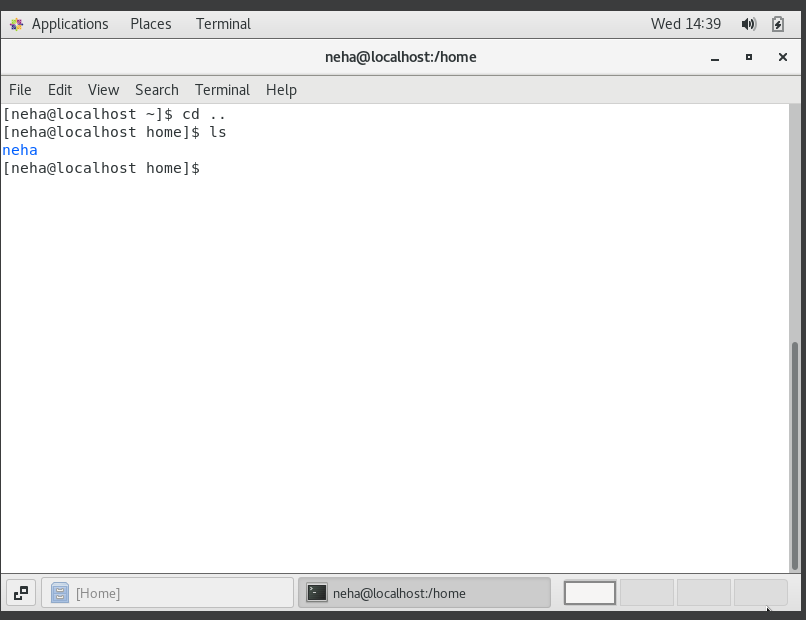 Applications Places Terminal Wed 14:39
neha@localhost:/home
File Edit View Search Terminal Help
[neha@localhost ~]$ cd ..
[neha@localhost home]$ ls
neha
[neha@localhost home]$
[Home] neha@localhost:/home